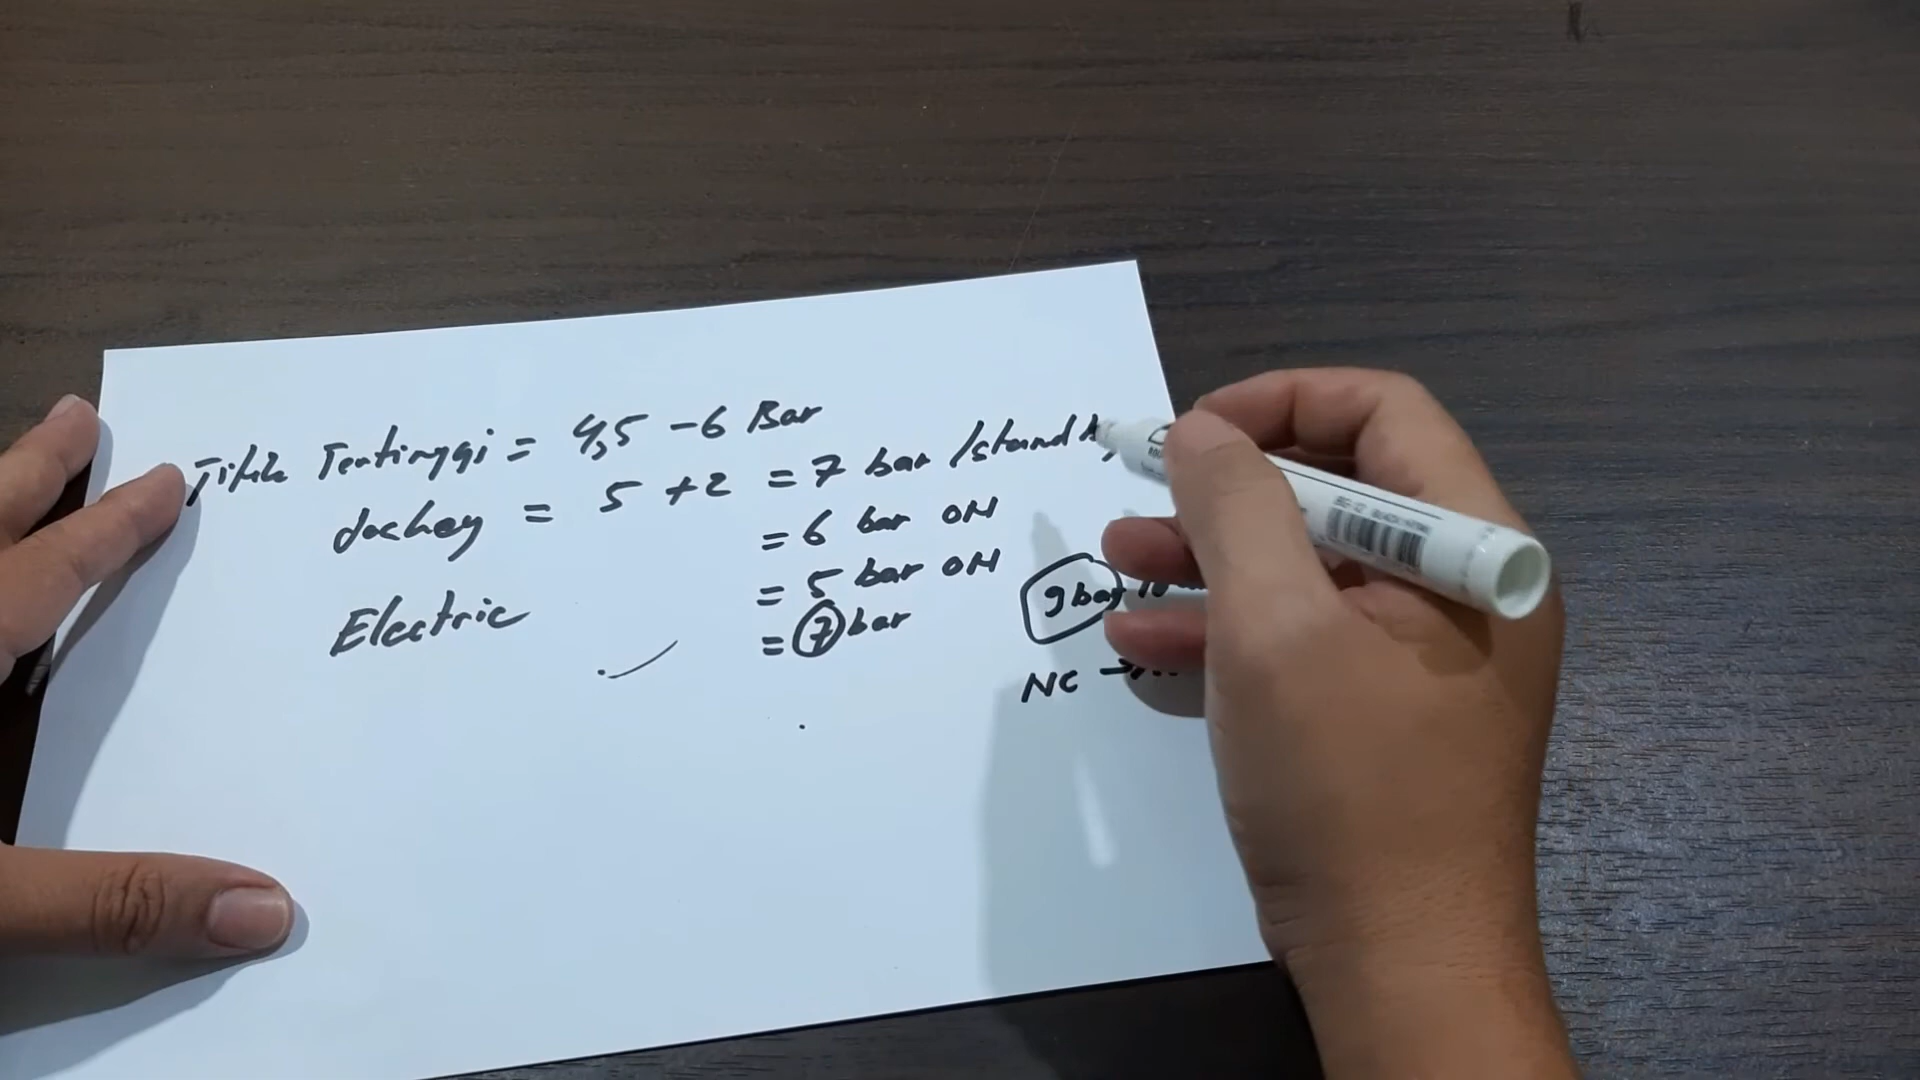 Titik Tertinggi = 4,5 - 6 Bar
Jockey = 5 + 2 = 7 bar / stand
= 6 bar ON
Electric = 5 bar ON
= 7 bar
9 bar
NC →